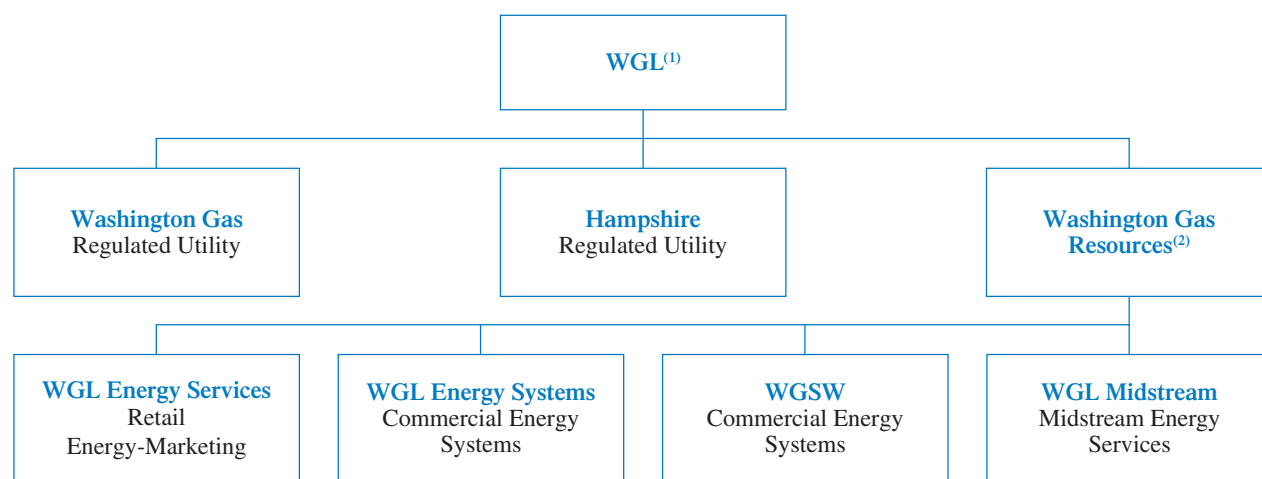 WGL(1)
Washington Gas
Regulated Utility
Hampshire
Regulated Utility
Washington Gas
Resources(2)
WGL Energy Services
Retail
Energy-Marketing
WGL Energy Systems
Commercial Energy
Systems
WGSW
Commercial Energy
Systems
WGL Midstream
Midstream Energy
Services